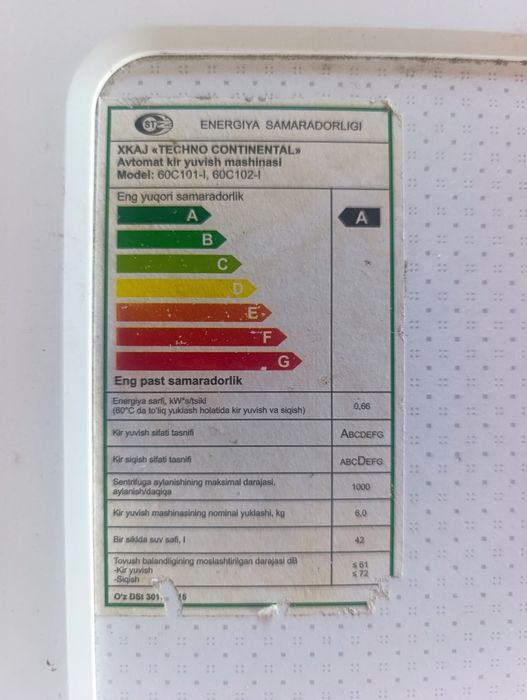 ST
ENERGIYA SAMARADORLIGI
XKAJ «TECHNO CONTINENTAL»
Avtomat kir yuvish mashinasi
Model: 60C101-I, 60C102-I
Eng yuqori samaradorlik
A
A
B
C
D
E
F
G
Eng past samaradorlik
Energiya sarfi, kW*s/tsikl
(60°C da to'liq yuklash holatida kir yuvish va siqish)
0,66
Kir yuvish sifati tasnifi
ABCDEFG
Kir siqish sifati tasnifi
ABCDEFG
Sentrifuga aylanishining maksimal darajasi,
aylanish/daqiqa
1000
Kir yuvish mashinasining nominal yuklashi, kg
6,0
Bir siklda suv safi, l
42
Tovush balandligining moslashtirilgan darajasi dB
-Kir yuvish
≤ 61
-Siqish
≤ 72
O'z DSt 301
15